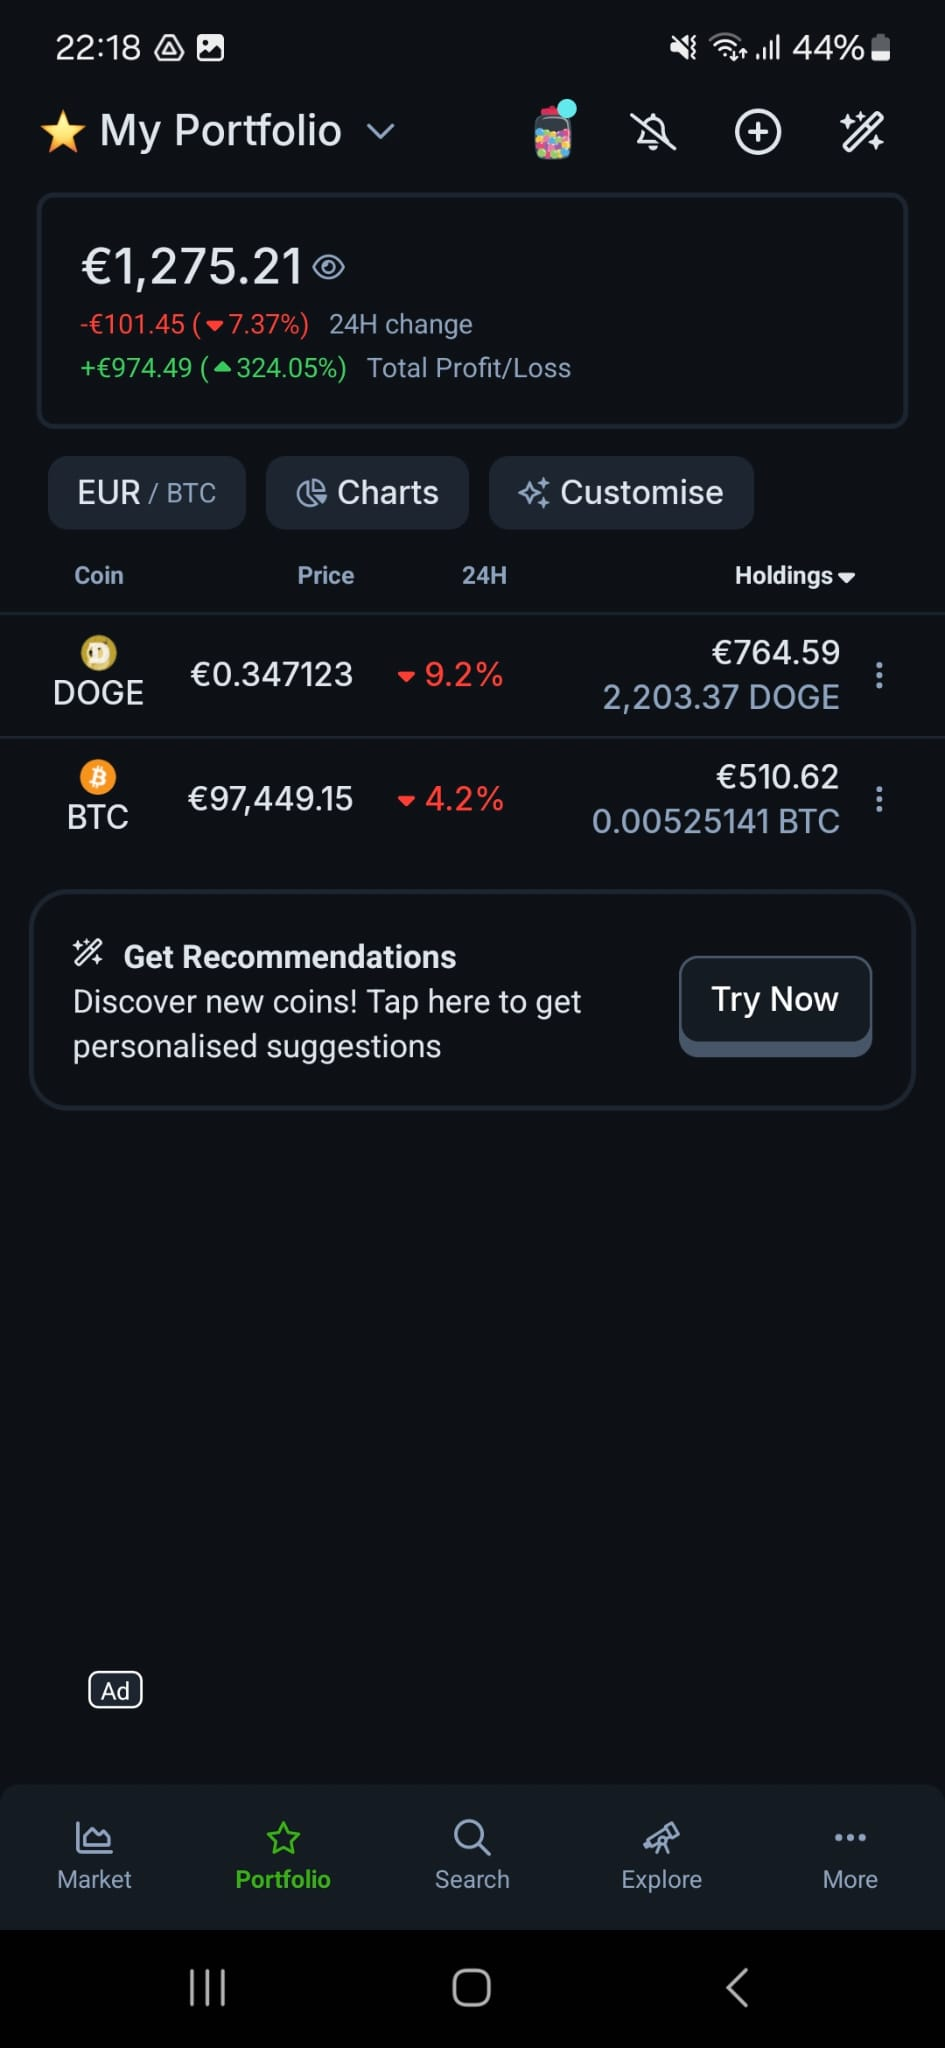 22:18 44%
My Portfolio
€1,275.21
-€101.45 (▼7.37%) 24H change
+€974.49 (▲324.05%) Total Profit/Loss
EUR / BTC Charts Customise
Coin Price 24H Holdings
DOGE €0.347123 ▼ 9.2% €764.59
2,203.37 DOGE
BTC €97,449.15 ▼ 4.2% €510.62
0.00525141 BTC
Get Recommendations
Discover new coins! Tap here to get
personalised suggestions
Try Now
Ad
Market Portfolio Search Explore More